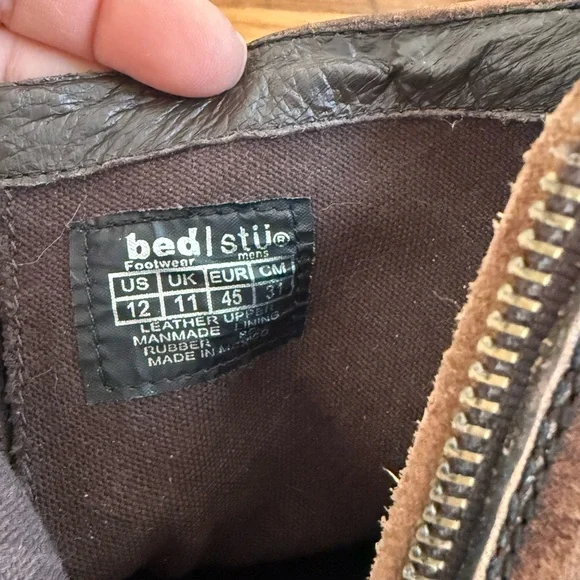 bed|stü®
Footwear mens
US UK EUR CM
12 11 45 31
LEATHER UPPER
MANMADE LINING
RUBBER
MADE IN